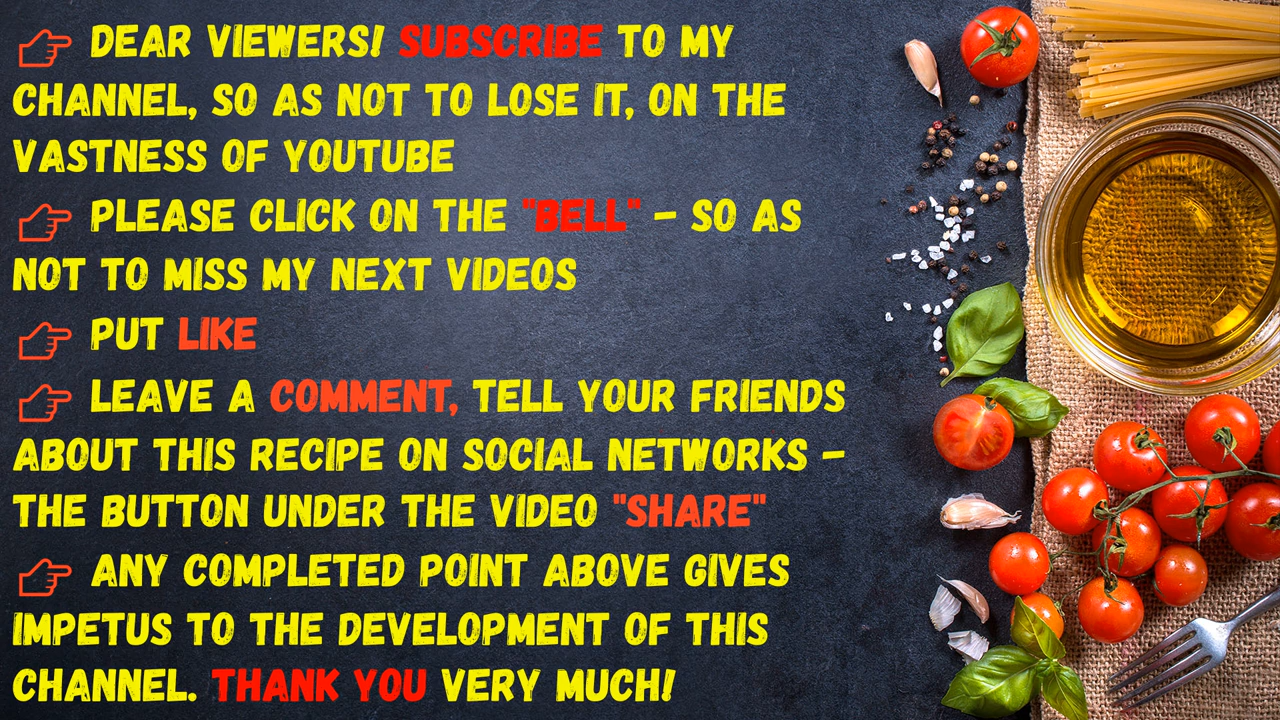 DEAR VIEWERS! SUBSCRIBE TO MY
CHANNEL, SO AS NOT TO LOSE IT, ON THE
VASTNESS OF YOUTUBE
PLEASE CLICK ON THE "BELL" - SO AS
NOT TO MISS MY NEXT VIDEOS
PUT LIKE
LEAVE A COMMENT, TELL YOUR FRIENDS
ABOUT THIS RECIPE ON SOCIAL NETWORKS -
THE BUTTON UNDER THE VIDEO "SHARE"
ANY COMPLETED POINT ABOVE GIVES
IMPETUS TO THE DEVELOPMENT OF THIS
CHANNEL. THANK YOU VERY MUCH!